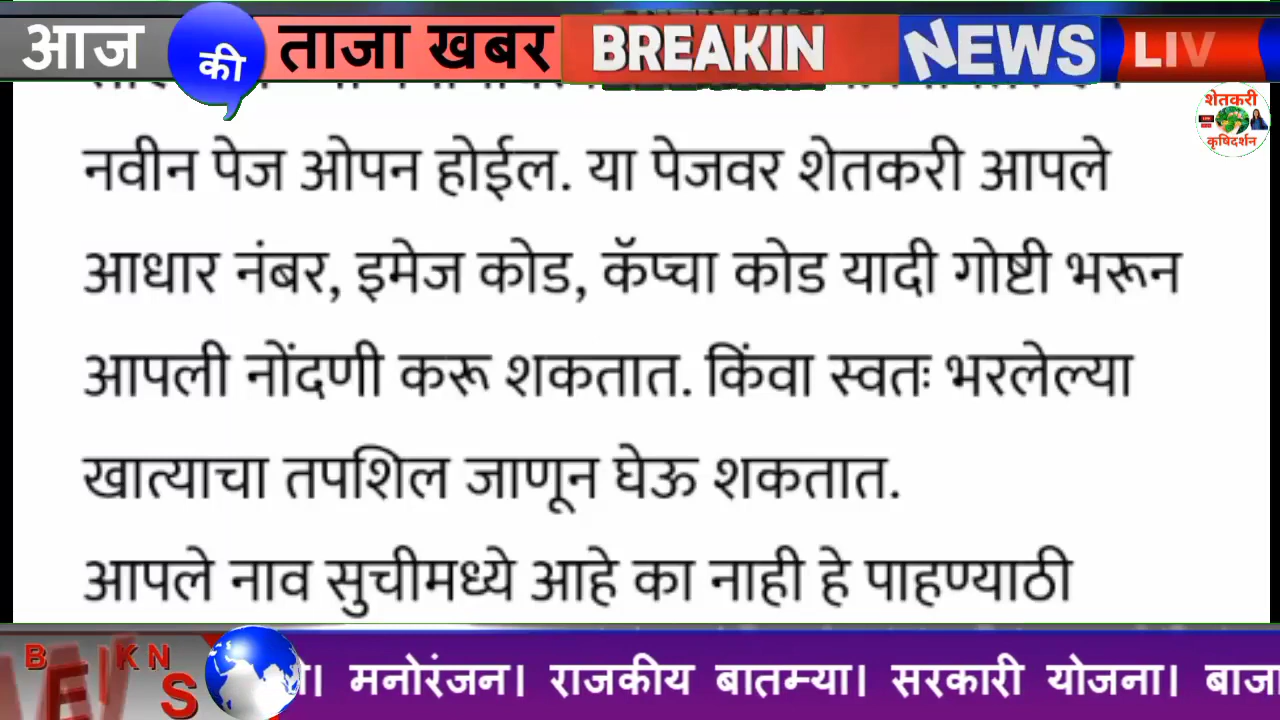 आज की ताजा खबर BREAKIN NEWS LIV
शेतकरी
कृषिदर्शन
नवीन पेज ओपन होईल. या पेजवर शेतकरी आपले
आधार नंबर, इमेज कोड, कॅप्चा कोड यादी गोष्टी भरून
आपली नोंदणी करू शकतात. किंवा स्वतः भरलेल्या
खात्याचा तपशिल जाणून घेऊ शकतात.
आपले नाव सुचीमध्ये आहे का नाही हे पाहण्याठी
। मनोरंजन। राजकीय बातम्या। सरकारी योजना। बाजा